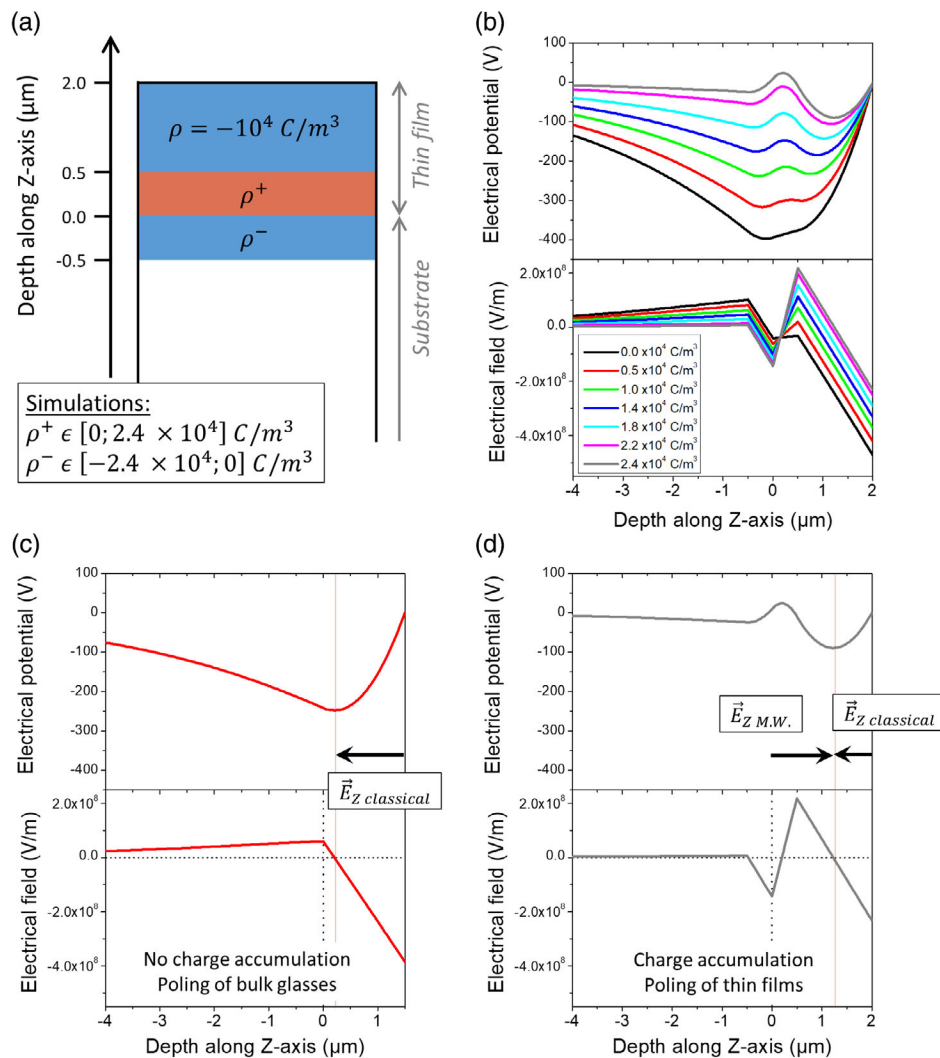 (a)
Depth along Z-axis (µm)
2.0
0.5
0.0
-0.5
ρ = −10⁴ C/m³
ρ⁺
ρ⁻
Thin film
Substrate
Simulations:
ρ⁺ ϵ [0; 2.4 × 10⁴] C/m³
ρ⁻ ϵ [−2.4 × 10⁴; 0] C/m³
(b)
Electrical potential (V)
100
0
-100
-200
-300
-400
Electrical field (V/m)
2.0x10⁸
0.0
-2.0x10⁸
-4.0x10⁸
0.0 x10⁴ C/m³
0.5 x10⁴ C/m³
1.0 x10⁴ C/m³
1.4 x10⁴ C/m³
1.8 x10⁴ C/m³
2.2 x10⁴ C/m³
2.4 x10⁴ C/m³
-4 -3 -2 -1 0 1 2
Depth along Z-axis (µm)
(c)
Electrical potential (V)
100
0
-100
-200
-300
-400
E⃗Z classical
Electrical field (V/m)
2.0x10⁸
0.0
-2.0x10⁸
-4.0x10⁸
No charge accumulation
Poling of bulk glasses
-4 -3 -2 -1 0 1
Depth along Z-axis (µm)
(d)
Electrical potential (V)
100
0
-100
-200
-300
-400
E⃗Z M.W.
E⃗Z classical
Electrical field (V/m)
2.0x10⁸
0.0
-2.0x10⁸
-4.0x10⁸
Charge accumulation
Poling of thin films
-4 -3 -2 -1 0 1 2
Depth along Z-axis (µm)